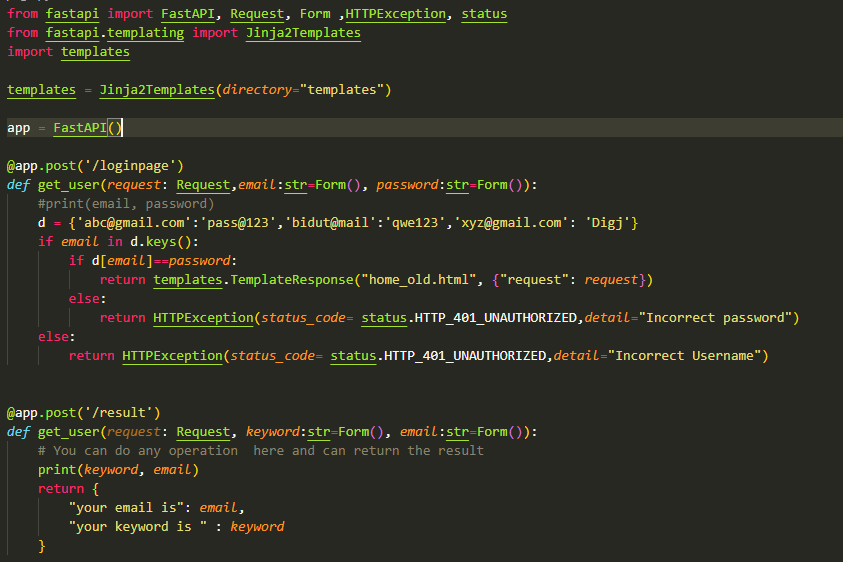 from fastapi import FastAPI, Request, Form ,HTTPException, status
from fastapi.templating import Jinja2Templates
import templates
templates = Jinja2Templates(directory="templates")
app = FastAPI()
@app.post('/loginpage')
def get_user(request: Request,email:str=Form(), password:str=Form()):
    #print(email, password)
    d = {'abc@gmail.com':'pass@123','bidut@mail':'qwe123','xyz@gmail.com': 'Digj'}
    if email in d.keys():
        if d[email]==password:
            return templates.TemplateResponse("home_old.html", {"request": request})
        else:
            return HTTPException(status_code= status.HTTP_401_UNAUTHORIZED,detail="Incorrect password")
    else:
        return HTTPException(status_code= status.HTTP_401_UNAUTHORIZED,detail="Incorrect Username")
@app.post('/result')
def get_user(request: Request, keyword:str=Form(), email:str=Form()):
    # You can do any operation  here and can return the result
    print(keyword, email)
    return {
        "your email is": email,
        "your keyword is " : keyword
    }